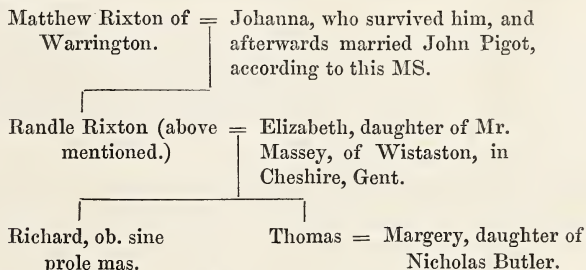 Matthew Rixton of = Johanna, who survived him, and
Warrington. afterwards married John Pigot,
according to this MS.
Randle Rixton (above = Elizabeth, daughter of Mr.
mentioned.) Massey, of Wistaston, in
Cheshire, Gent.
Richard, ob. sine Thomas = Margery, daughter of
prole mas. Nicholas Butler.